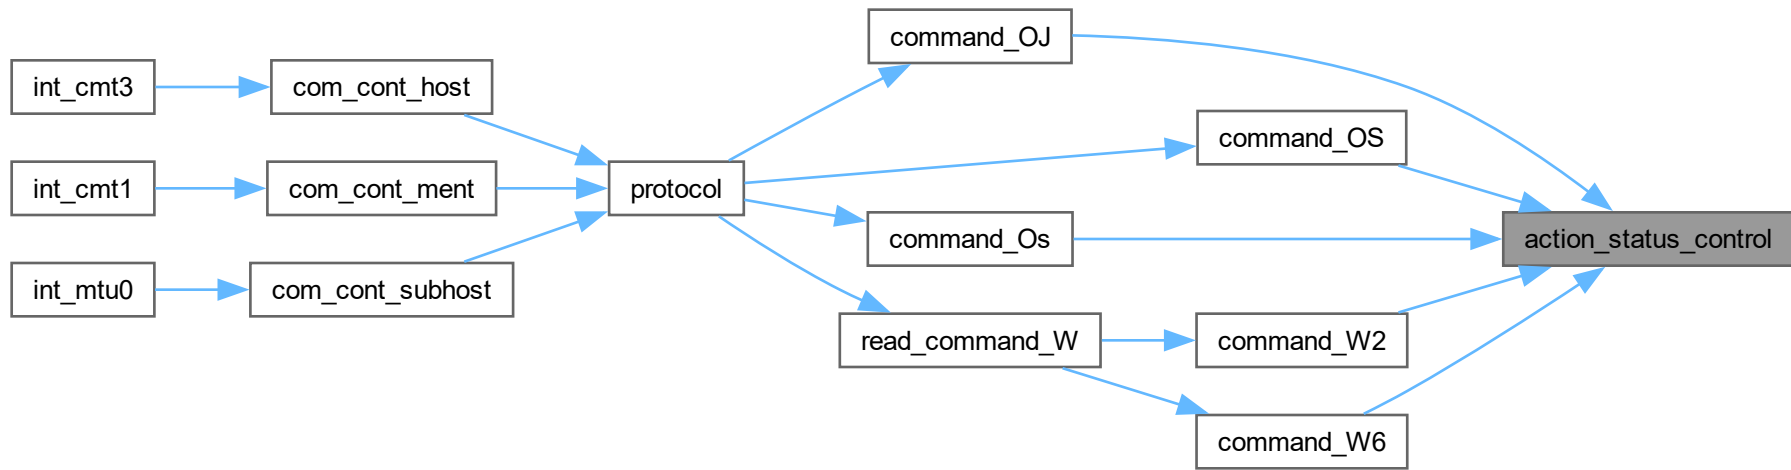 command_OJ
int_cmt3
com_cont_host
command_OS
int_cmt1
com_cont_ment
protocol
command_Os
action_status_control
int_mtu0
com_cont_subhost
read_command_W
command_W2
command_W6